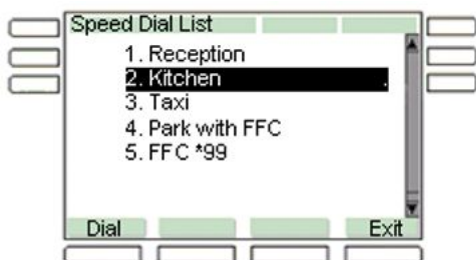 Speed Dial List
1. Reception
2. Kitchen .
3. Taxi
4. Park with FFC
5. FFC *99
Dial Exit